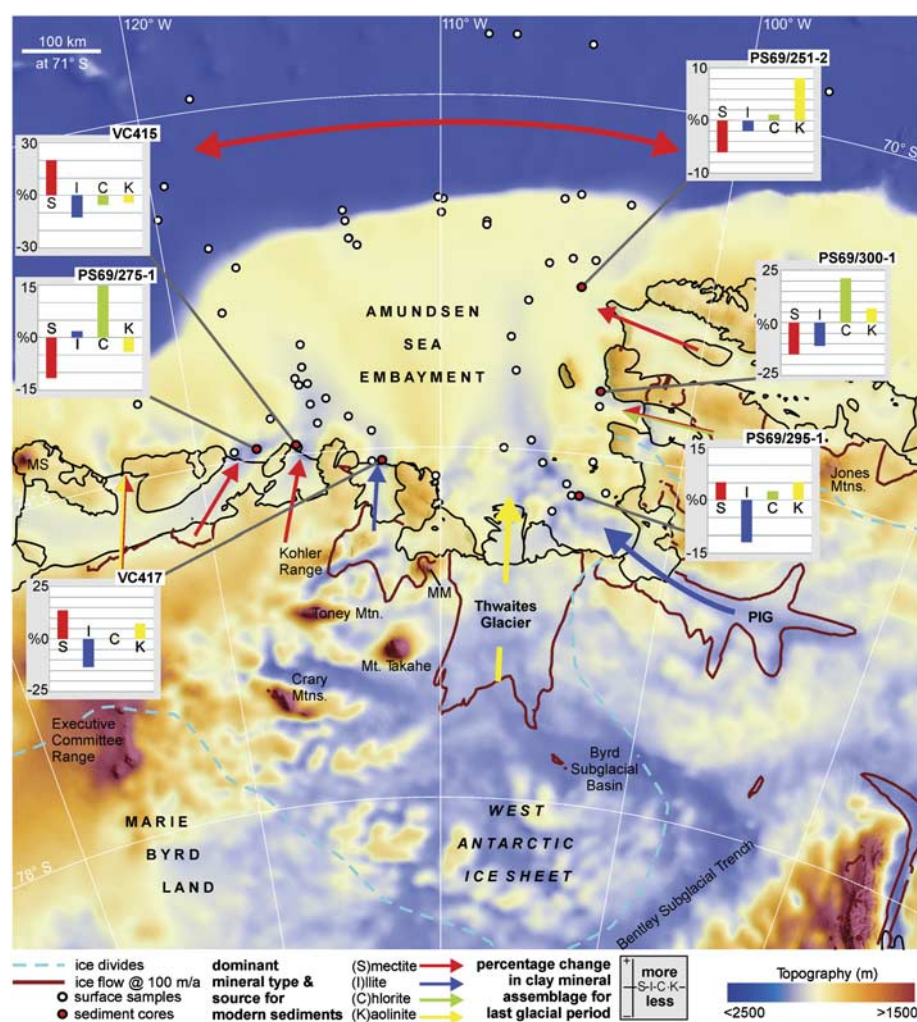 120° W
110° W
100° W
100 km
at 71° S
PS69/251-2
10
%0
-10
S
I
C
K
70° S
VC415
30
%0
-30
S
I
C
K
PS69/275-1
15
%0
-15
S
I
C
K
PS69/300-1
25
%0
-25
S
I
C
K
AMUNDSEN
SEA
EMBAYMENT
PS69/295-1
15
%0
-15
S
I
C
K
MS
Jones
Mtns.
Kohler
Range
VC417
25
%0
-25
S
I
C
K
MM
Toney Mtn.
Thwaites
Glacier
PIG
Mt. Takahe
Crary
Mtns.
Executive
Committee
Range
Byrd
Subglacial
Basin
MARIE
BYRD
LAND
WEST
ANTARCTIC
ICE SHEET
78° S
Bentley Subglacial Trench
ice divides
ice flow @ 100 m/a
surface samples
sediment cores
dominant
mineral type &
source for
modern sediments
(S)mectite
(I)llite
(C)hlorite
(K)aolinite
percentage change
in clay mineral
assemblage for
last glacial period
+
more
S-I-C-K
less
–
Topography (m)
<2500
>1500